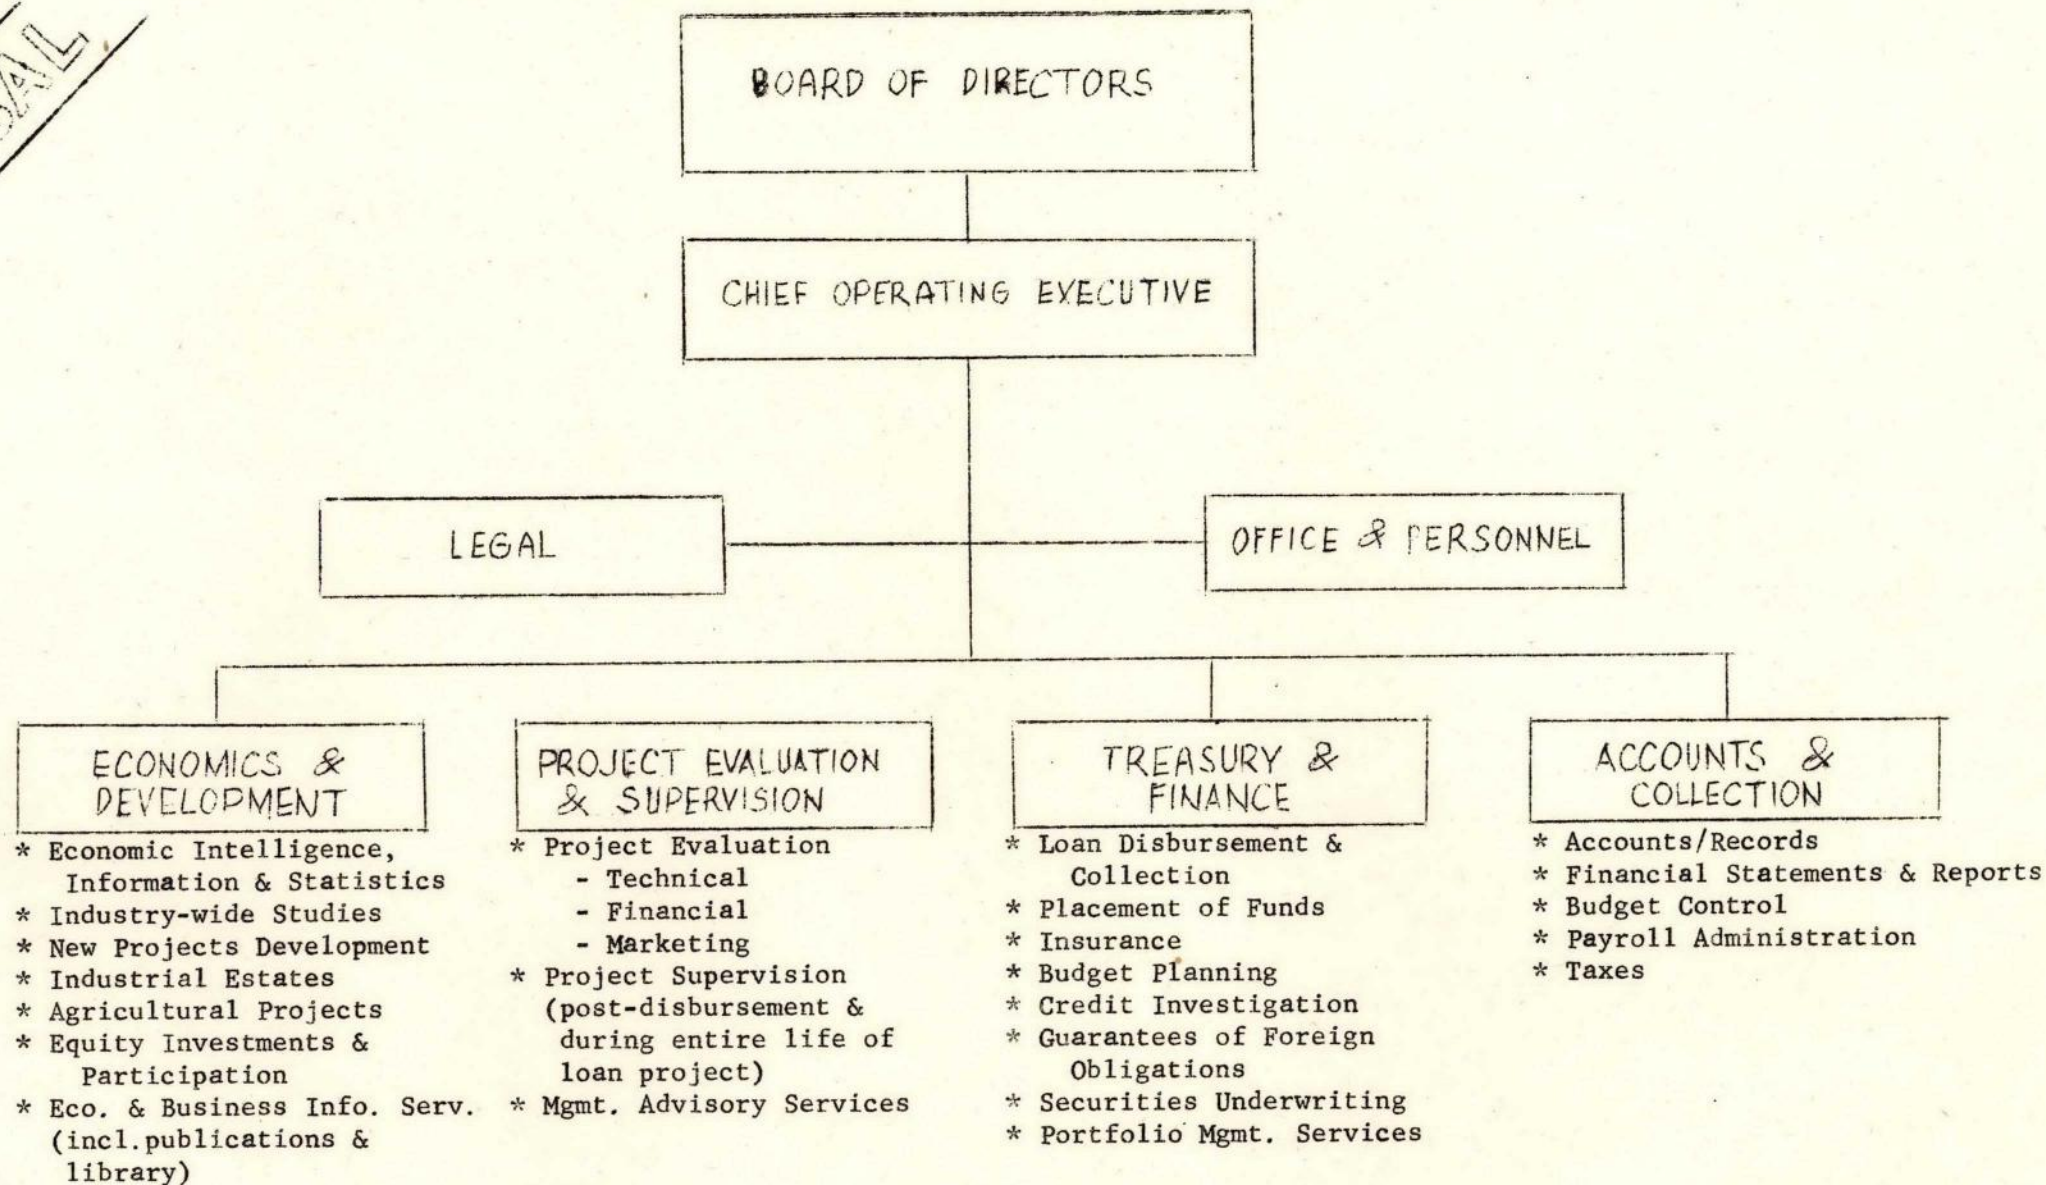 BOARD OF DIRECTORS
CHIEF OPERATING EXECUTIVE
LEGAL
OFFICE & PERSONNEL
ECONOMICS &
DEVELOPMENT
* Economic Intelligence,
Information & Statistics
* Industry-wide Studies
* New Projects Development
* Industrial Estates
* Agricultural Projects
* Equity Investments &
Participation
* Eco. & Business Info. Serv.
(incl.publications &
library)
PROJECT EVALUATION
& SUPERVISION
* Project Evaluation
- Technical
- Financial
- Marketing
* Project Supervision
(post-disbursement &
during entire life of
loan project)
* Mgmt. Advisory Services
TREASURY &
FINANCE
* Loan Disbursement &
Collection
* Placement of Funds
* Insurance
* Budget Planning
* Credit Investigation
* Guarantees of Foreign
Obligations
* Securities Underwriting
* Portfolio Mgmt. Services
ACCOUNTS &
COLLECTION
* Accounts/Records
* Financial Statements & Reports
* Budget Control
* Payroll Administration
* Taxes